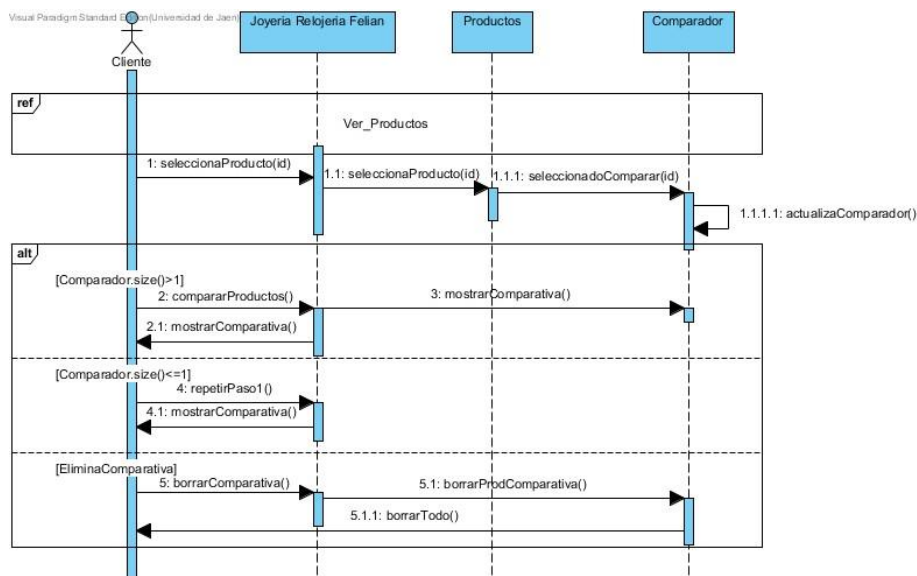 Visual Paradigm Standard Edition(Universidad de Jaen)
Joyeria Relojeria Felian
Productos
Comparador
Cliente
ref
Ver_Productos
1: seleccionaProducto(id)
1.1: seleccionaProducto(id)
1.1.1: seleccionadoComparar(id)
1.1.1.1: actualizaComparador()
alt
[Comparador.size()>1]
2: compararProductos()
3: mostrarComparativa()
2.1: mostrarComparativa()
[Comparador.size()<=1]
4: repetirPaso1()
4.1: mostrarComparativa()
[EliminaComparativa]
5: borrarComparativa()
5.1: borrarProdComparativa()
5.1.1: borrarTodo()